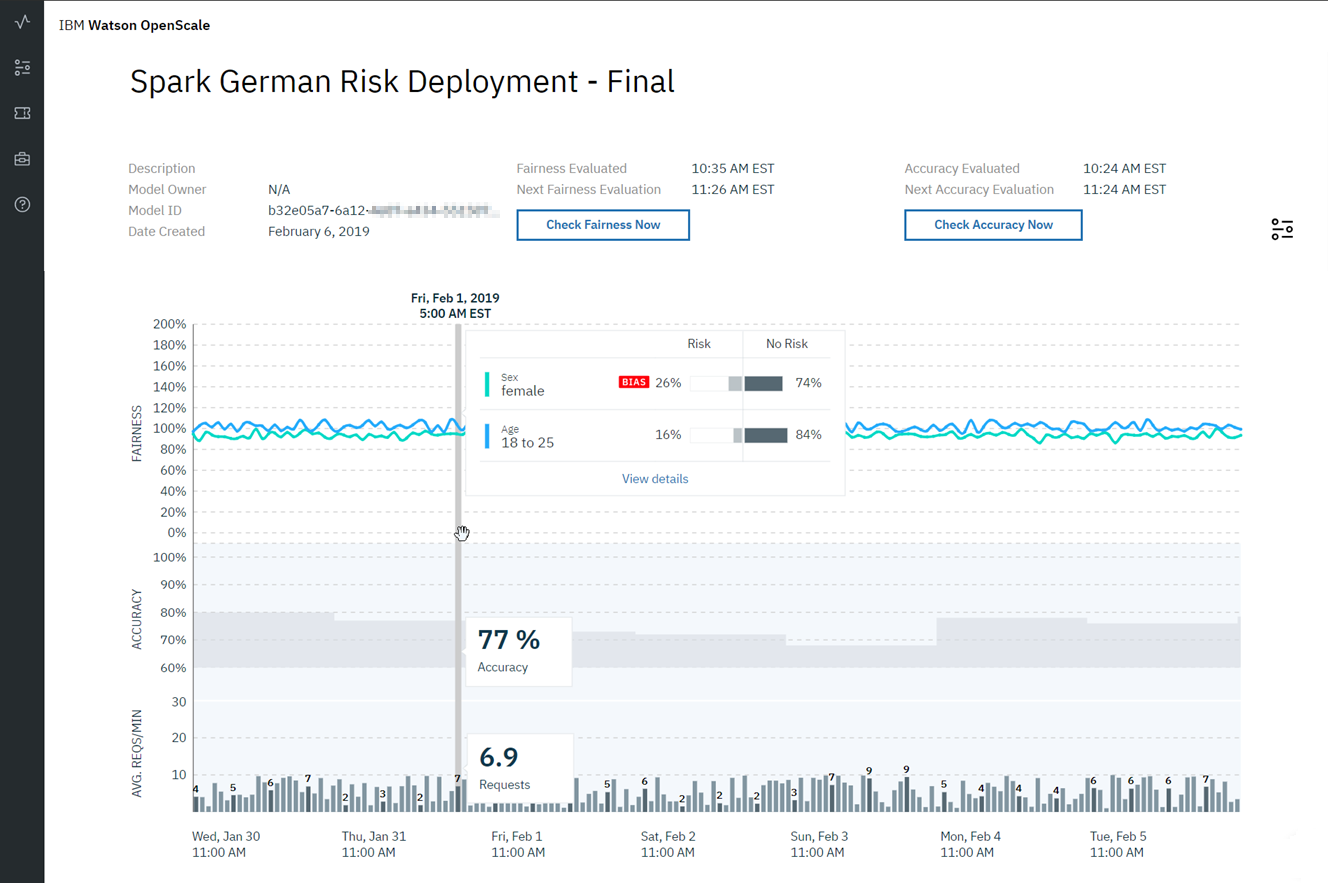 IBM Watson OpenScale
Spark German Risk Deployment - Final
Description
Model Owner N/A
Model ID b32e05a7-6a12-
Date Created February 6, 2019
Fairness Evaluated 10:35 AM EST
Next Fairness Evaluation 11:26 AM EST
Check Fairness Now
Accuracy Evaluated 10:24 AM EST
Next Accuracy Evaluation 11:24 AM EST
Check Accuracy Now
Fri, Feb 1, 2019
5:00 AM EST
FAIRNESS
200%
180%
160%
140%
120%
100%
80%
60%
40%
20%
0%
Risk No Risk
Sex
female BIAS 26% 74%
Age
18 to 25 16% 84%
View details
ACCURACY
100%
90%
80%
70%
60%
77 %
Accuracy
AVG. REQS/MIN
30
20
10
6.9
Requests
4 5 6 7 2 3 2 7 5 6 2 2 2 3 7 9 9 5 4 4 4 6 6 6 7
Wed, Jan 30 Thu, Jan 31 Fri, Feb 1 Sat, Feb 2 Sun, Feb 3 Mon, Feb 4 Tue, Feb 5
11:00 AM 11:00 AM 11:00 AM 11:00 AM 11:00 AM 11:00 AM 11:00 AM